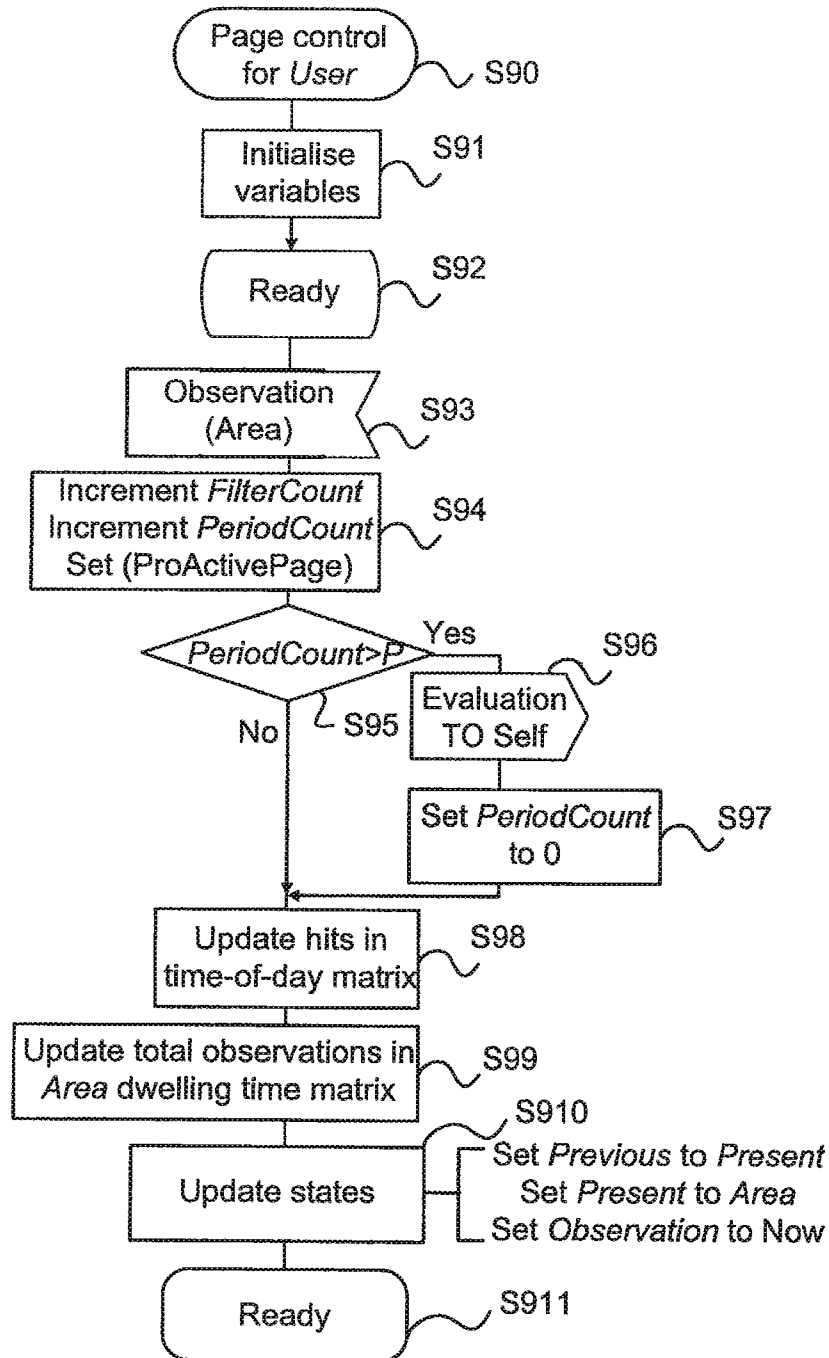 Page control
for User
S90
Initialise
variables
S91
Ready
S92
Observation
(Area)
S93
Increment FilterCount
Increment PeriodCount
Set (ProActivePage)
S94
PeriodCount>P
Yes
S95
No
Evaluation
TO Self
S96
Set PeriodCount
to 0
S97
Update hits in
time-of-day matrix
S98
Update total observations in
Area dwelling time matrix
S99
Update states
S910
Set Previous to Present
Set Present to Area
Set Observation to Now
Ready
S911